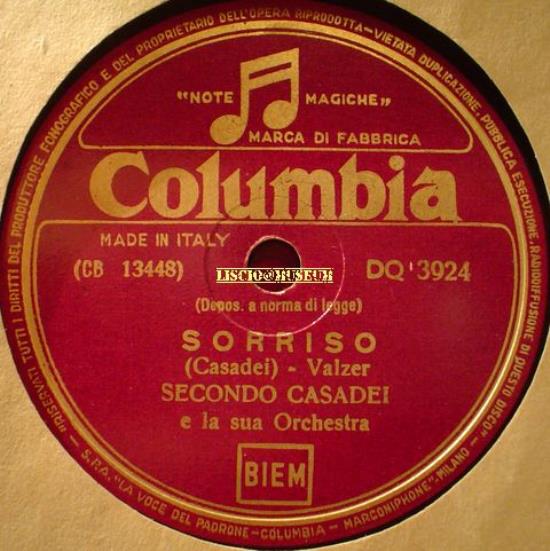 "RISERVATI TUTTI I DIRITTI DEL PRODUTTORE FONOGRAFICO E DEL PROPRIETARIO DELL'OPERA RIPRODOTTA-VIETATA DUPLICAZIONE, PUBBLICA ESECUZIONE, RADIODIFFUSIONE DI QUESTO DISCO"
"NOTE MAGICHE"
MARCA DI FABBRICA
Columbia
MADE IN ITALY
(CB 13448)
LISCIO@MUSEUM
DQ 3924
(Depos. a norma di legge)
SORRISO
(Casadei) - Valzer
SECONDO CASADEI
e la sua Orchestra
BIEM
- S.P.A. "LA VOCE DEL PADRONE-COLUMBIA-MARCONIPHONE"-MILANO -